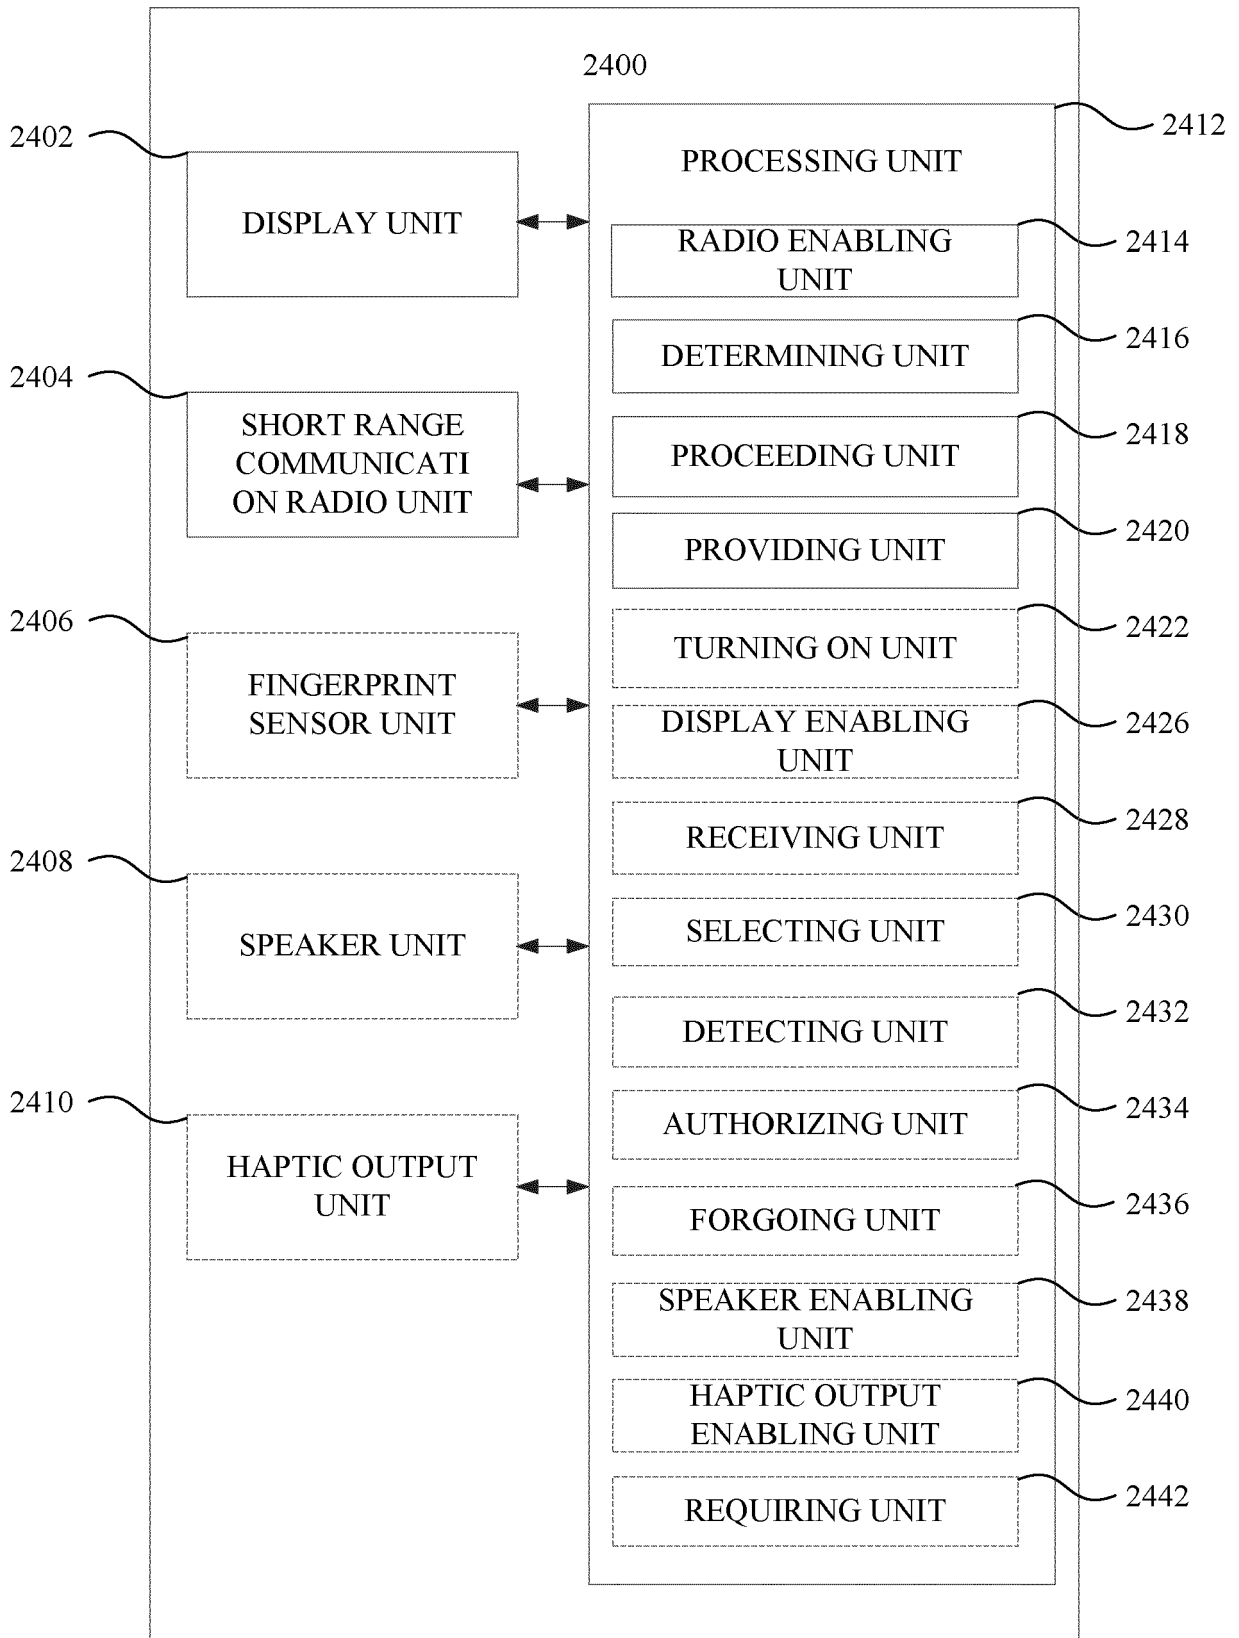 2400
2402
DISPLAY UNIT
2404
SHORT RANGE
COMMUNICATI
ON RADIO UNIT
2406
FINGERPRINT
SENSOR UNIT
2408
SPEAKER UNIT
2410
HAPTIC OUTPUT
UNIT
2412
PROCESSING UNIT
RADIO ENABLING
UNIT
2414
DETERMINING UNIT
2416
PROCEEDING UNIT
2418
PROVIDING UNIT
2420
TURNING ON UNIT
2422
DISPLAY ENABLING
UNIT
2426
RECEIVING UNIT
2428
SELECTING UNIT
2430
DETECTING UNIT
2432
AUTHORIZING UNIT
2434
FORGOING UNIT
2436
SPEAKER ENABLING
UNIT
2438
HAPTIC OUTPUT
ENABLING UNIT
2440
REQUIRING UNIT
2442